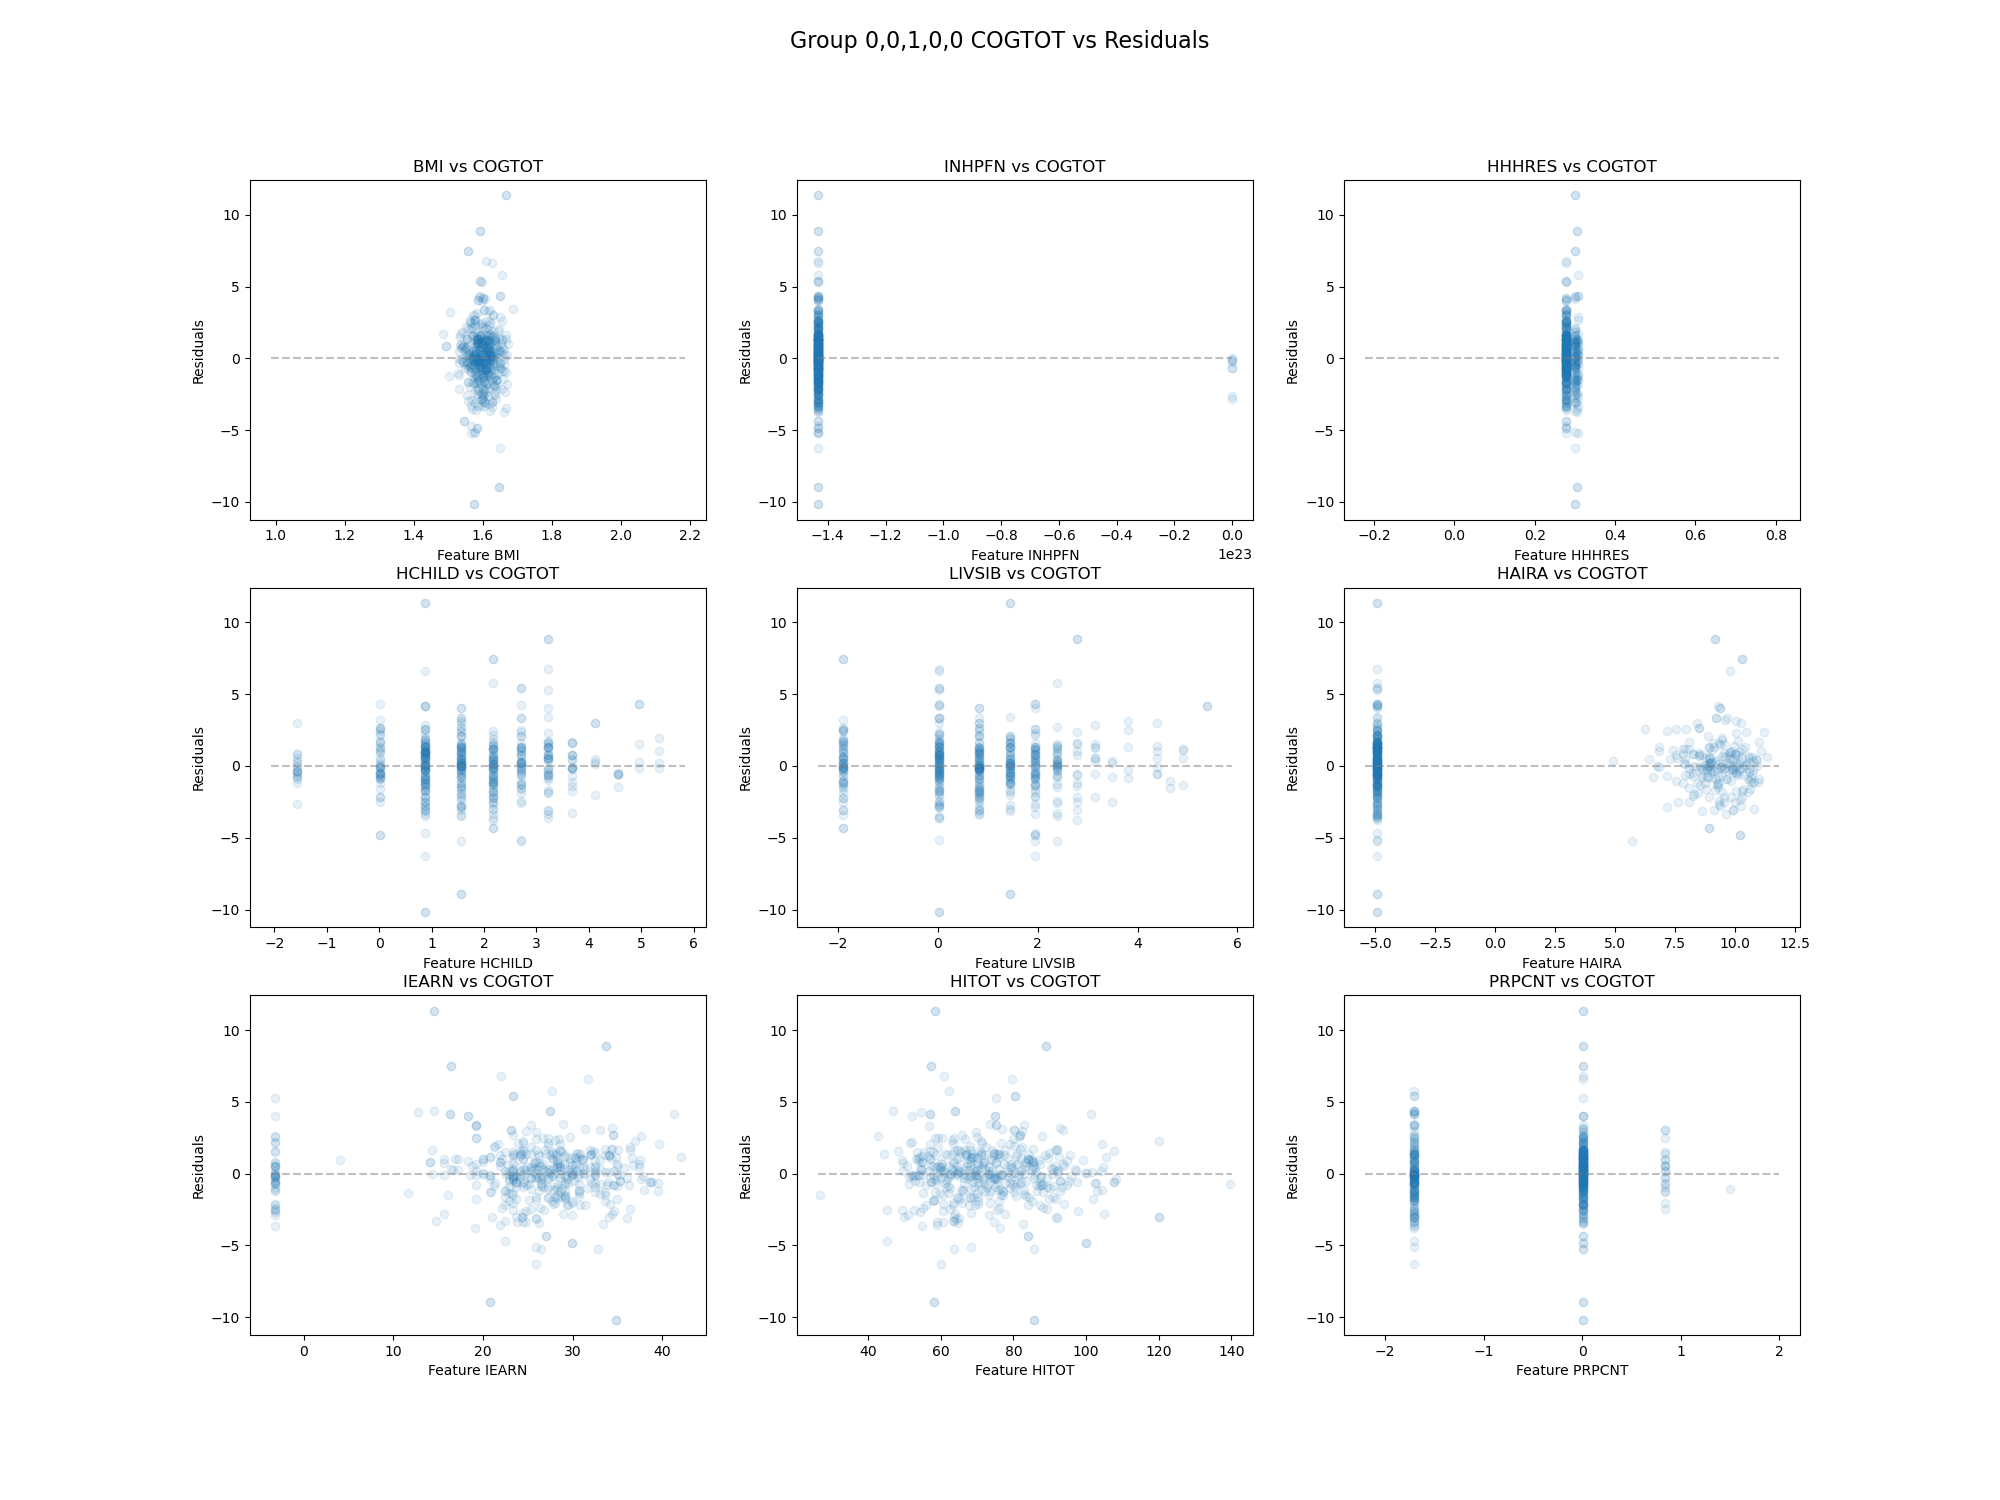 Group 0,0,1,0,0 COGTOT vs Residuals
BMI vs COGTOT
Residuals
10
5
0
−5
−10
1.0 1.2 1.4 1.6 1.8 2.0 2.2
Feature BMI
INHPFN vs COGTOT
Residuals
10
5
0
−5
−10
−1.4 −1.2 −1.0 −0.8 −0.6 −0.4 −0.2 0.0
Feature INHPFN
1e23
HHHRES vs COGTOT
Residuals
10
5
0
−5
−10
−0.2 0.0 0.2 0.4 0.6 0.8
Feature HHHRES
HCHILD vs COGTOT
Residuals
10
5
0
−5
−10
−2 −1 0 1 2 3 4 5 6
Feature HCHILD
LIVSIB vs COGTOT
Residuals
10
5
0
−5
−10
−2 0 2 4 6
Feature LIVSIB
HAIRA vs COGTOT
Residuals
10
5
0
−5
−10
−5.0 −2.5 0.0 2.5 5.0 7.5 10.0 12.5
Feature HAIRA
IEARN vs COGTOT
Residuals
10
5
0
−5
−10
0 10 20 30 40
Feature IEARN
HITOT vs COGTOT
Residuals
10
5
0
−5
−10
40 60 80 100 120 140
Feature HITOT
PRPCNT vs COGTOT
Residuals
10
5
0
−5
−10
−2 −1 0 1 2
Feature PRPCNT